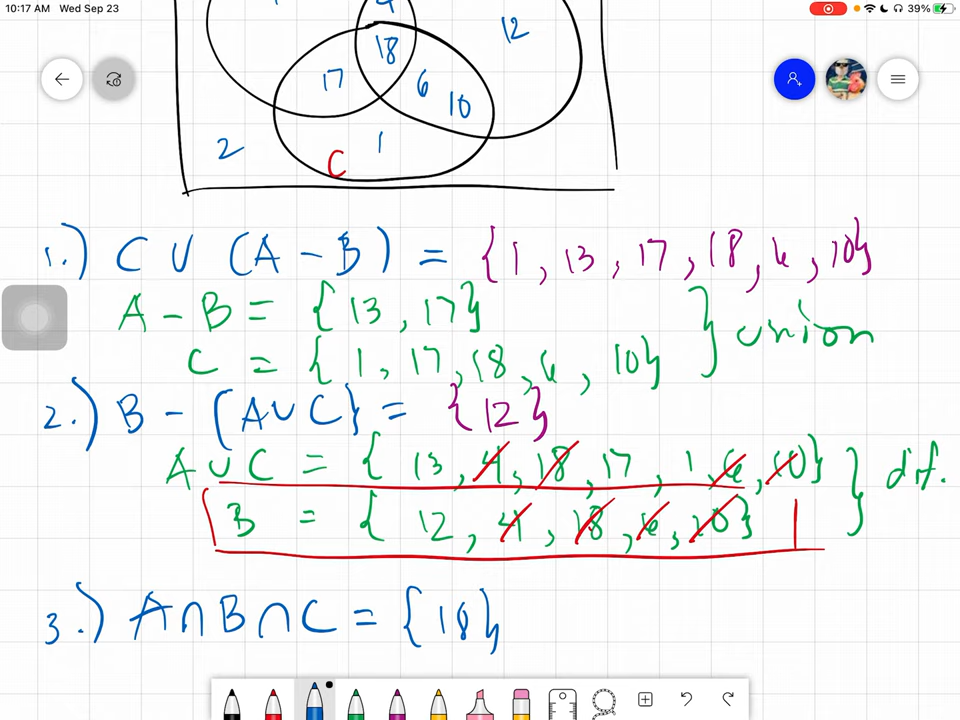 10:17 AM Wed Sep 23
39%
4
12
18
17
6
10
2
1
C
1.) C ∪ (A - B) = {1, 13, 17, 18, 6, 10}
A - B = {13, 17}
C = {1, 17, 18, 6, 10} } union
2.) B - (A∪C} = {12}
A ∪ C = { 13, 4, 18, 17, 1, 6, 10}
B = { 12, 4, 18, 6, 10} } dif.
3.) A∩B∩C = {18}